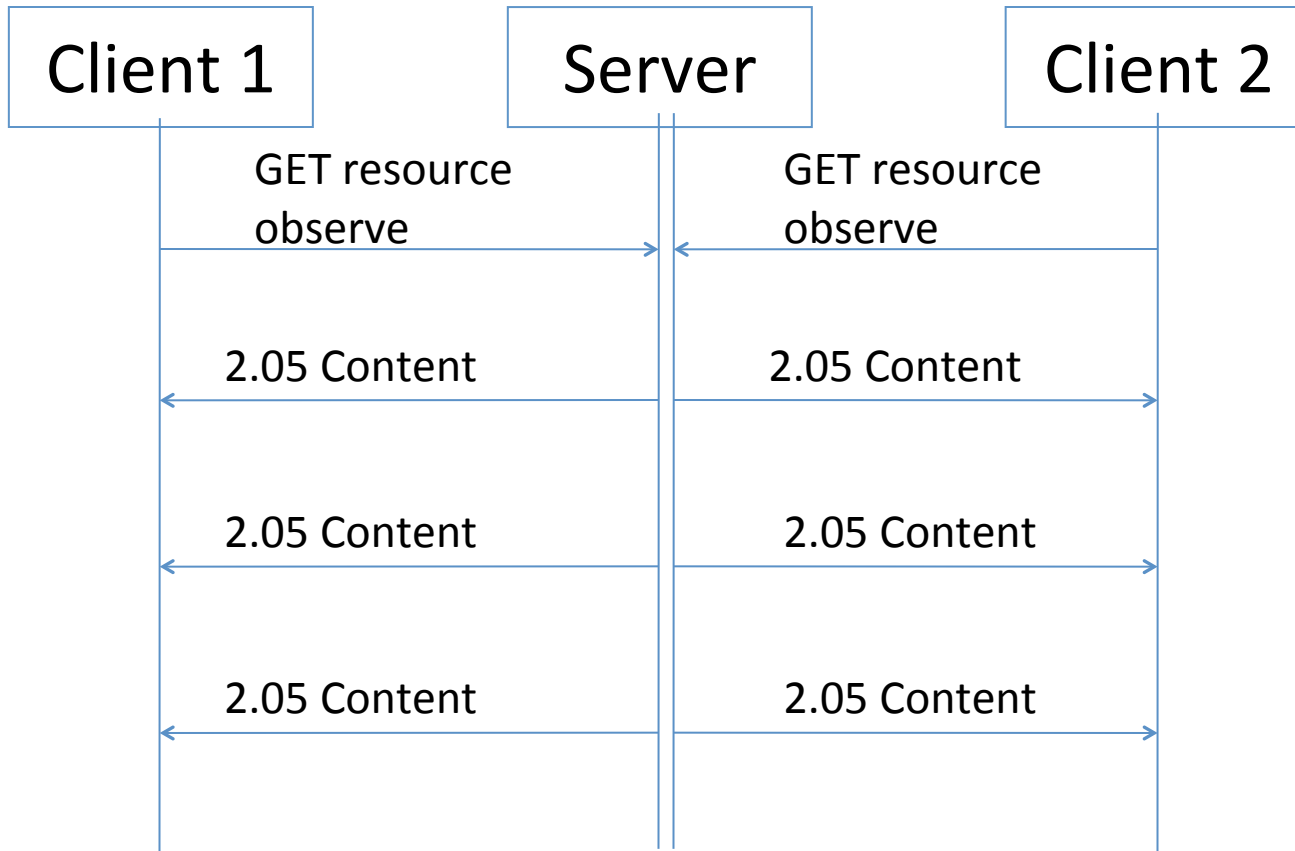 Client 1
Server
Client 2
GET resource
observe
GET resource
observe
2.05 Content
2.05 Content
2.05 Content
2.05 Content
2.05 Content
2.05 Content